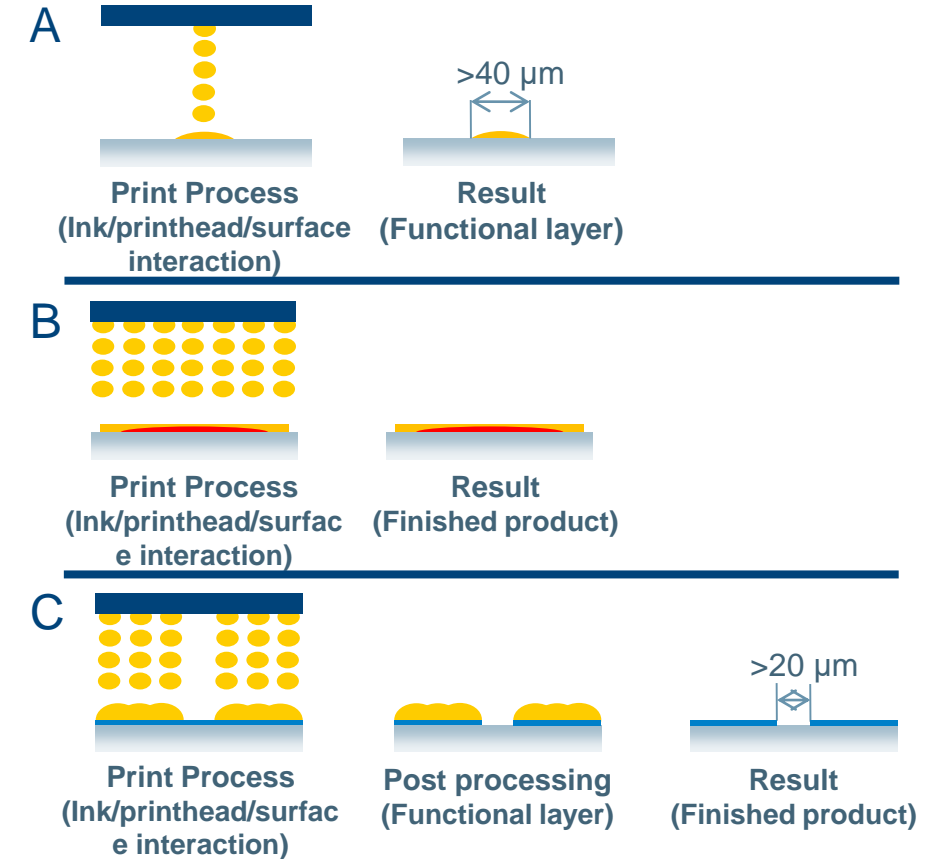 A
>40 µm
Print Process
(Ink/printhead/surface
interaction)
Result
(Functional layer)
B
Print Process
(Ink/printhead/surfac
e interaction)
Result
(Finished product)
C
>20 µm
Print Process
(Ink/printhead/surfac
e interaction)
Post processing
(Functional layer)
Result
(Finished product)